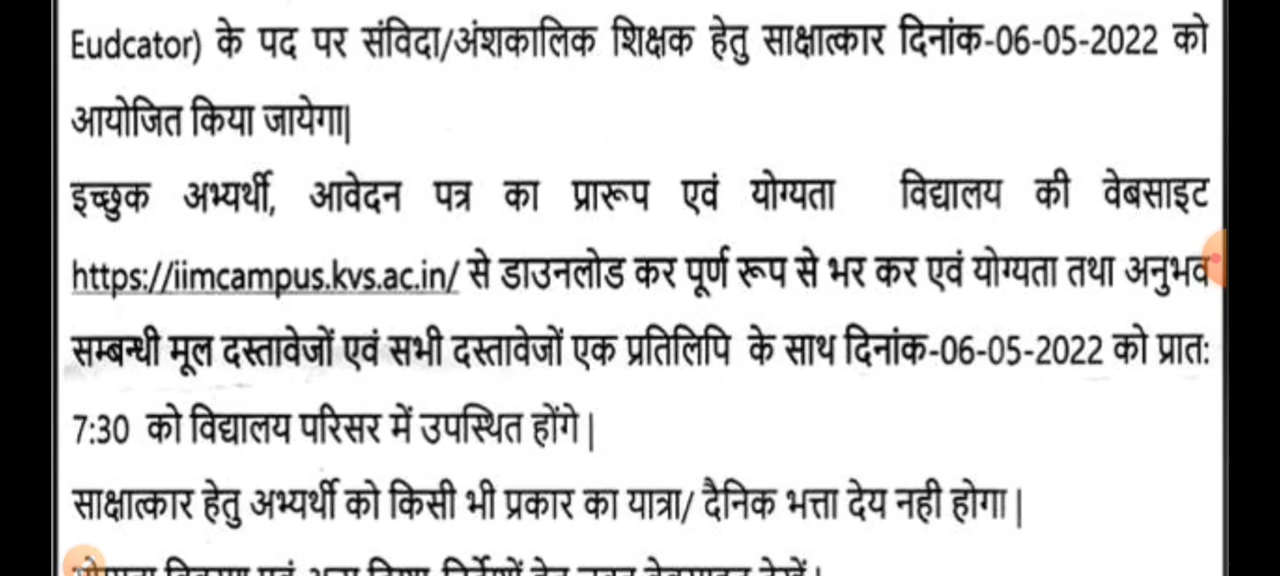 Eudcator) के पद पर संविदा/अंशकालिक शिक्षक हेतु साक्षात्कार दिनांक-06-05-2022 को
आयोजित किया जायेगा|
इच्छुक अभ्यर्थी, आवेदन पत्र का प्रारूप एवं योग्यता विद्यालय की वेबसाइट
https://iimcampus.kvs.ac.in/ से डाउनलोड कर पूर्ण रूप से भर कर एवं योग्यता तथा अनुभव
सम्बन्धी मूल दस्तावेजों एवं सभी दस्तावेजों एक प्रतिलिपि के साथ दिनांक-06-05-2022 को प्रात:
7:30 को विद्यालय परिसर में उपस्थित होंगे |
साक्षात्कार हेतु अभ्यर्थी को किसी भी प्रकार का यात्रा/ दैनिक भत्ता देय नही होगा |